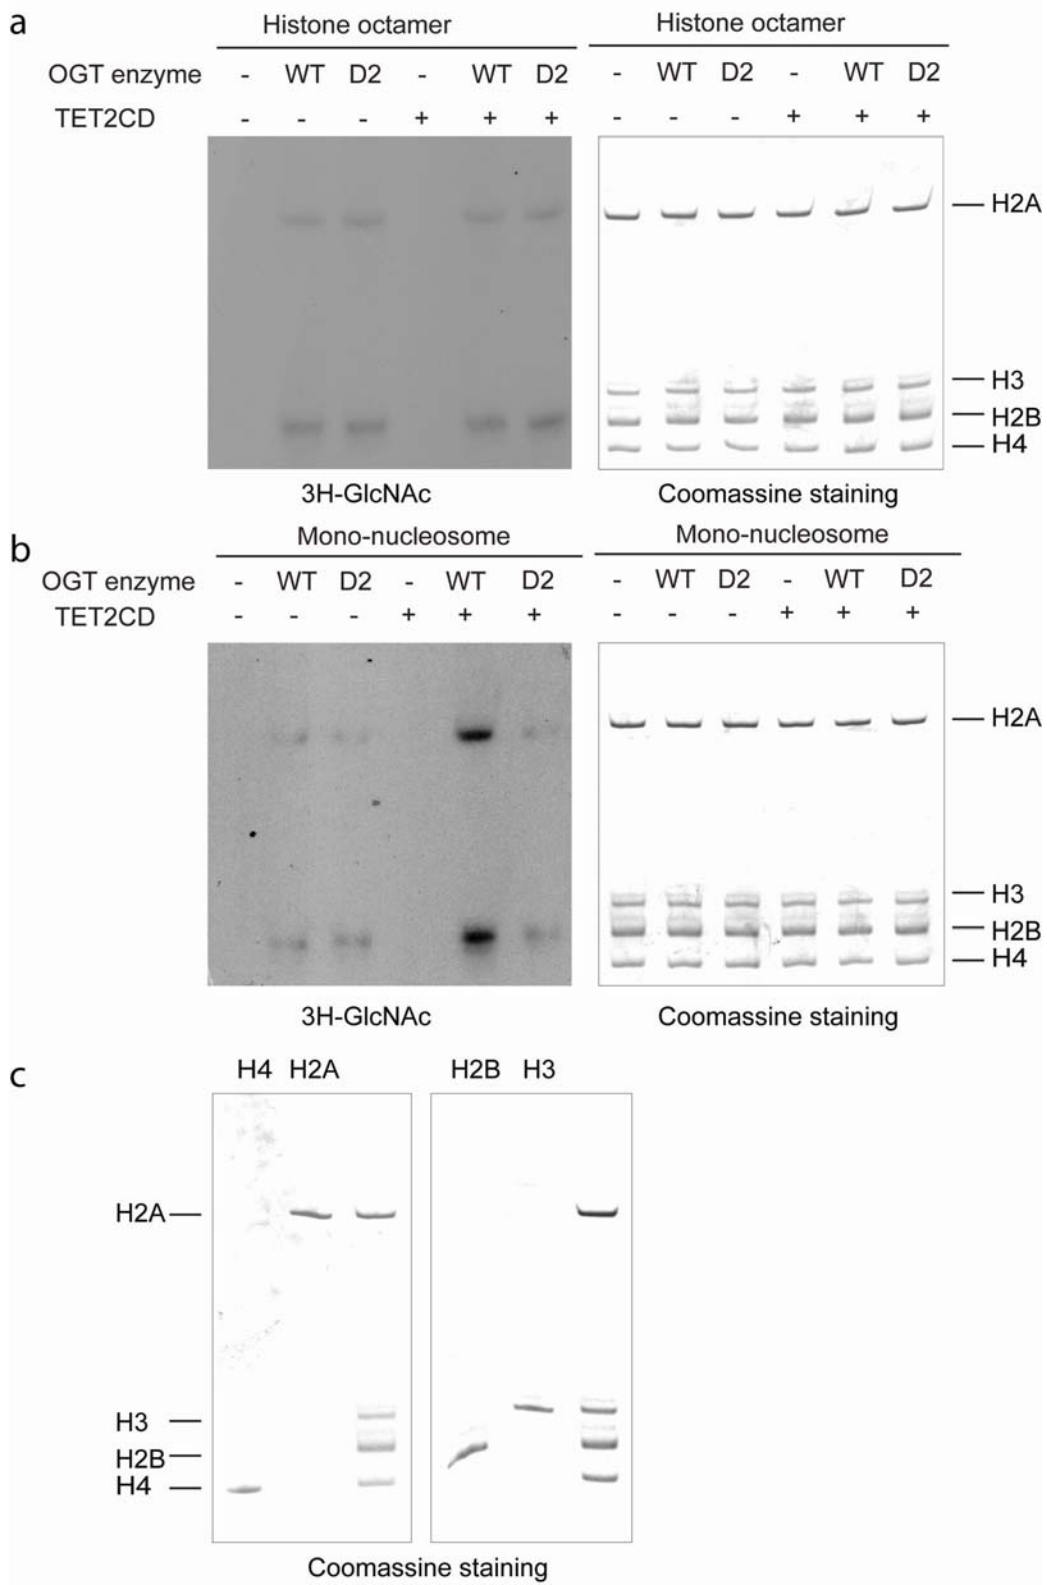 a
Histone octamer Histone octamer
OGT enzyme - WT D2 - WT D2 - WT D2 - WT D2
TET2CD - - - + + + - - - + + +
H2A
H3
H2B
H4
3H-GlcNAc Coomassine staining
b
Mono-nucleosome Mono-nucleosome
OGT enzyme - WT D2 - WT D2 - WT D2 - WT D2
TET2CD - - - + + + - - - + + +
H2A
H3
H2B
H4
3H-GlcNAc Coomassine staining
c
H4 H2A H2B H3
H2A
H3
H2B
H4
Coomassine staining